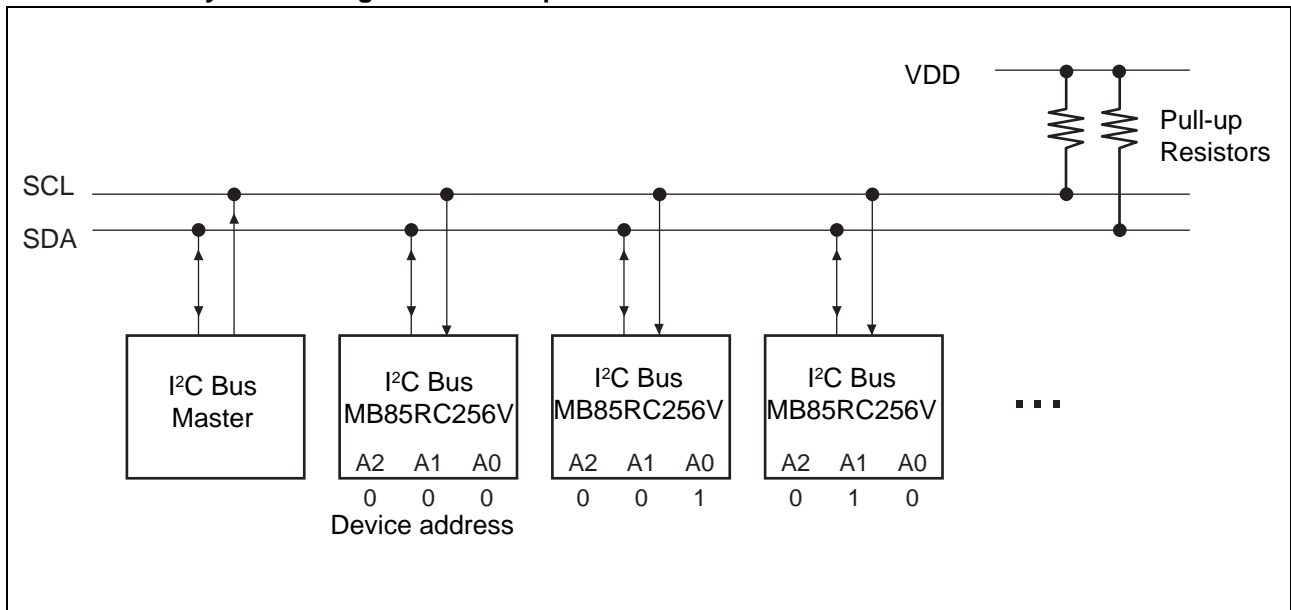 VDD
Pull-up
Resistors
SCL
SDA
I²C Bus
Master
I²C Bus
MB85RC256V
A2 A1 A0
0 0 0
Device address
I²C Bus
MB85RC256V
A2 A1 A0
0 0 1
I²C Bus
MB85RC256V
A2 A1 A0
0 1 0
...